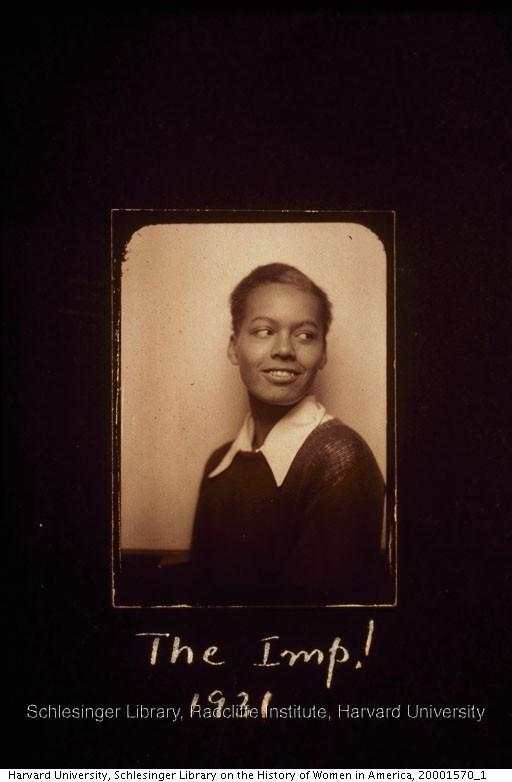 The Imp!
1931
Schlesinger Library, Radcliffe Institute, Harvard University
Harvard University, Schlesinger Library on the History of Women in America, 20001570_1